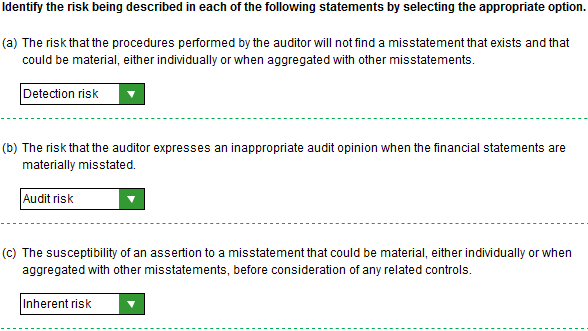 Identify the risk being described in each of the following statements by selecting the appropriate option.
(a) The risk that the procedures performed by the auditor will not find a misstatement that exists and that
could be material, either individually or when aggregated with other misstatements.
Detection risk
(b) The risk that the auditor expresses an inappropriate audit opinion when the financial statements are
materially misstated.
Audit risk
(c) The susceptibility of an assertion to a misstatement that could be material, either individually or when
aggregated with other misstatements, before consideration of any related controls.
Inherent risk